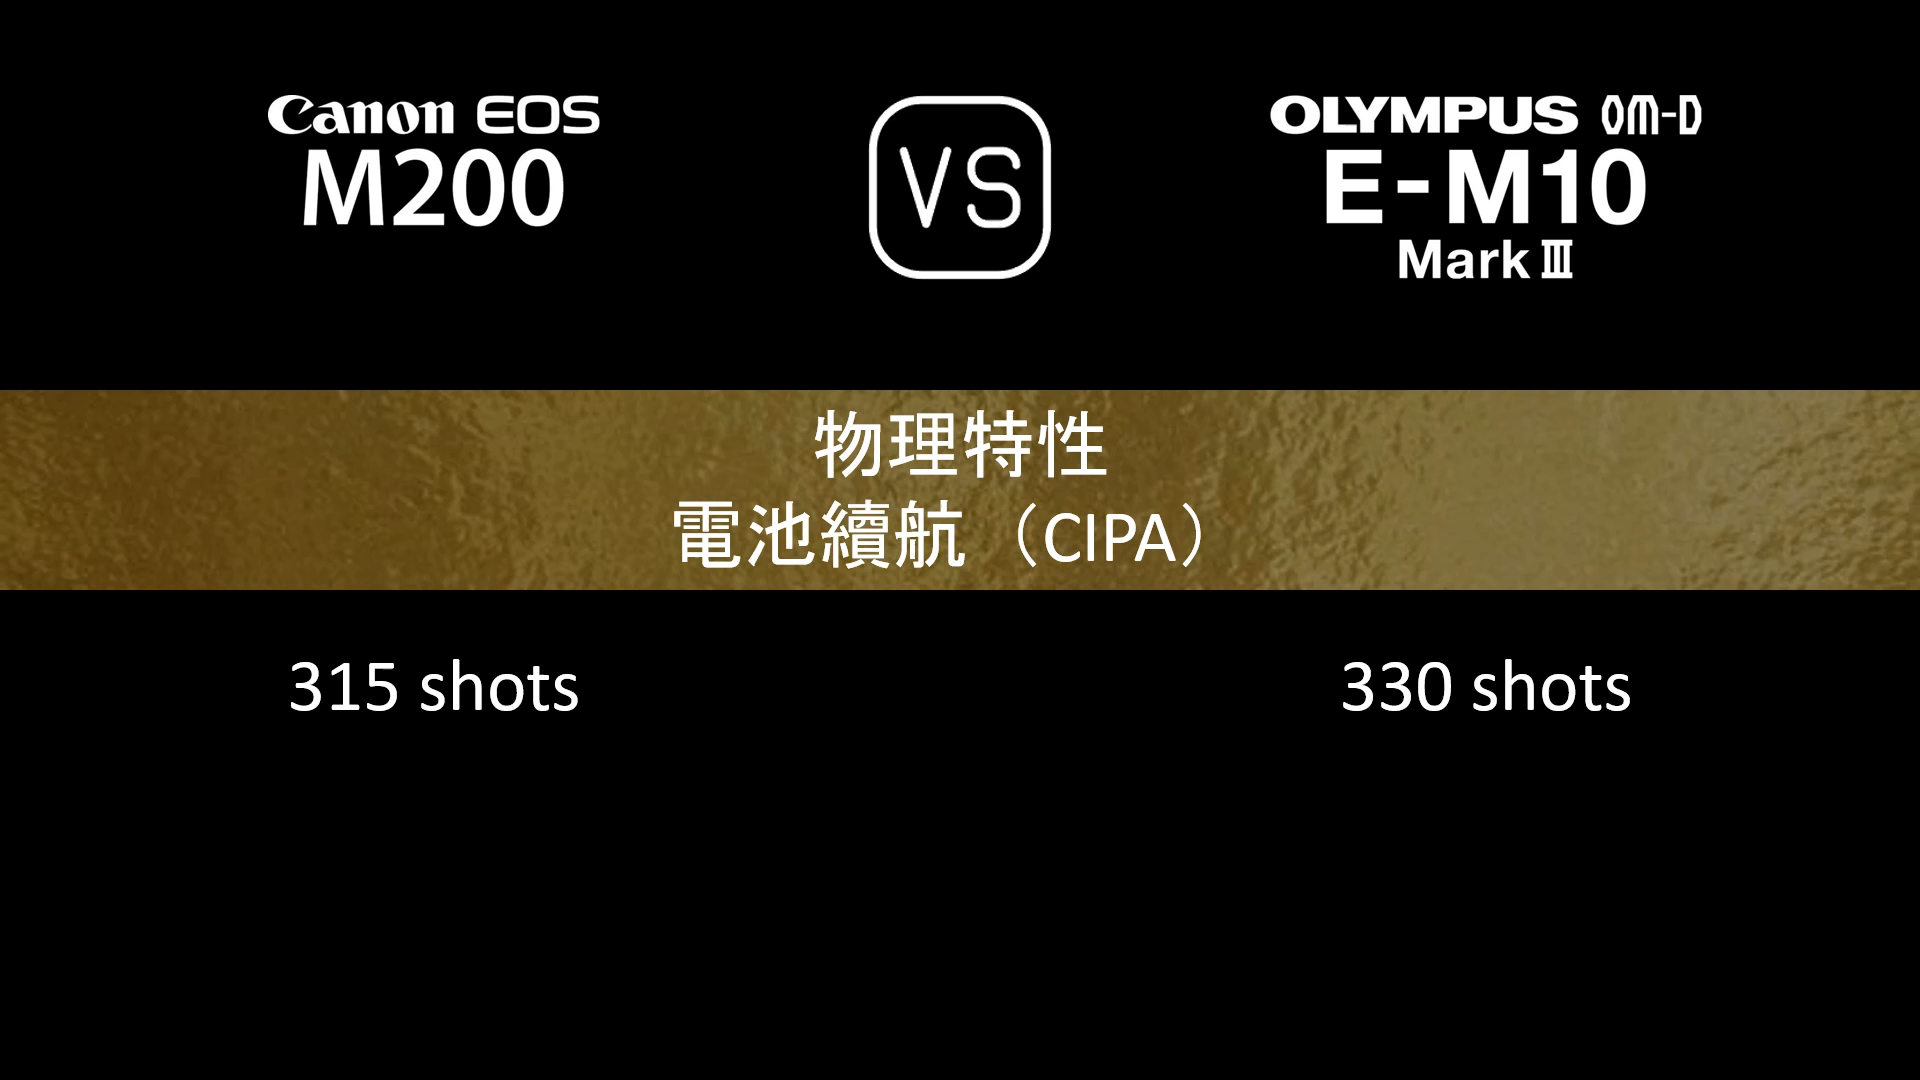 Canon EOS
M200
VS
OLYMPUS OM-D
E-M10
Mark III
物理特性
電池續航（CIPA）
315 shots
330 shots